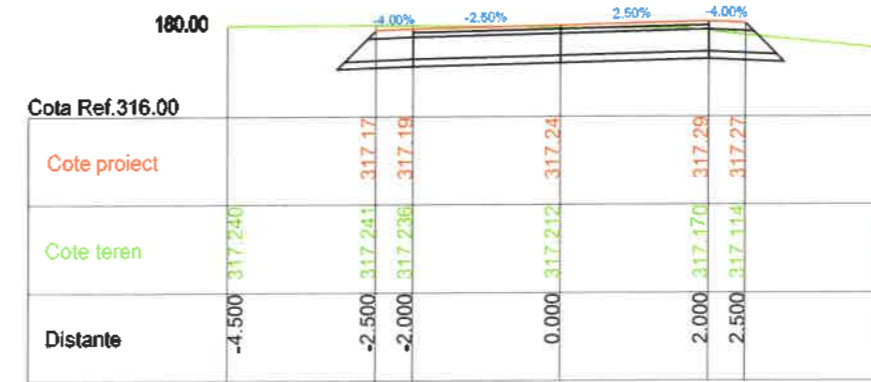 180.00
-4.00% -2.50% 2.50% -4.00%
Cota Ref.316.00
Cote proiect 317.17 317.19 317.24 317.29 317.27
Cote teren 317.240 317.241 317.236 317.212 317.170 317.114
Distante -4.500 -2.500 -2.000 0.000 2.000 2.500